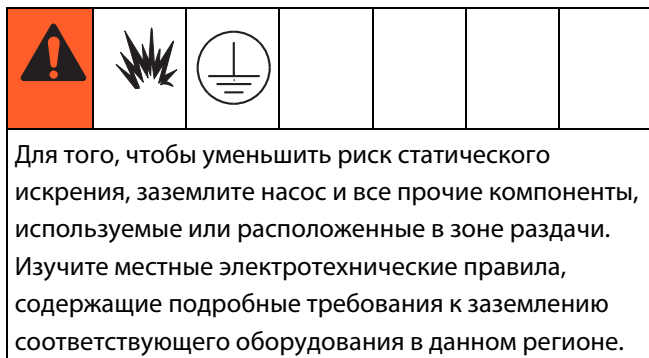 Для того, чтобы уменьшить риск статического
искрения, заземлите насос и все прочие компоненты,
используемые или расположенные в зоне раздачи.
Изучите местные электротехнические правила,
содержащие подробные требования к заземлению
соответствующего оборудования в данном регионе.